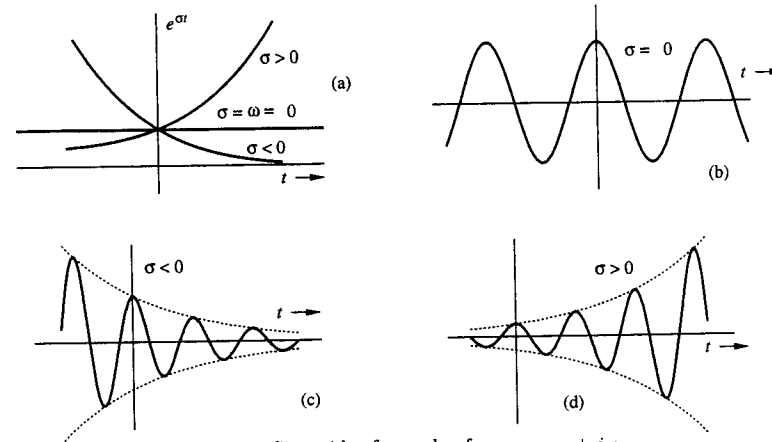 e^{σt}
σ > 0
(a)
σ = ω = 0
σ < 0
t →
σ = 0
t →
(b)
σ < 0
t →
(c)
σ > 0
t →
(d)